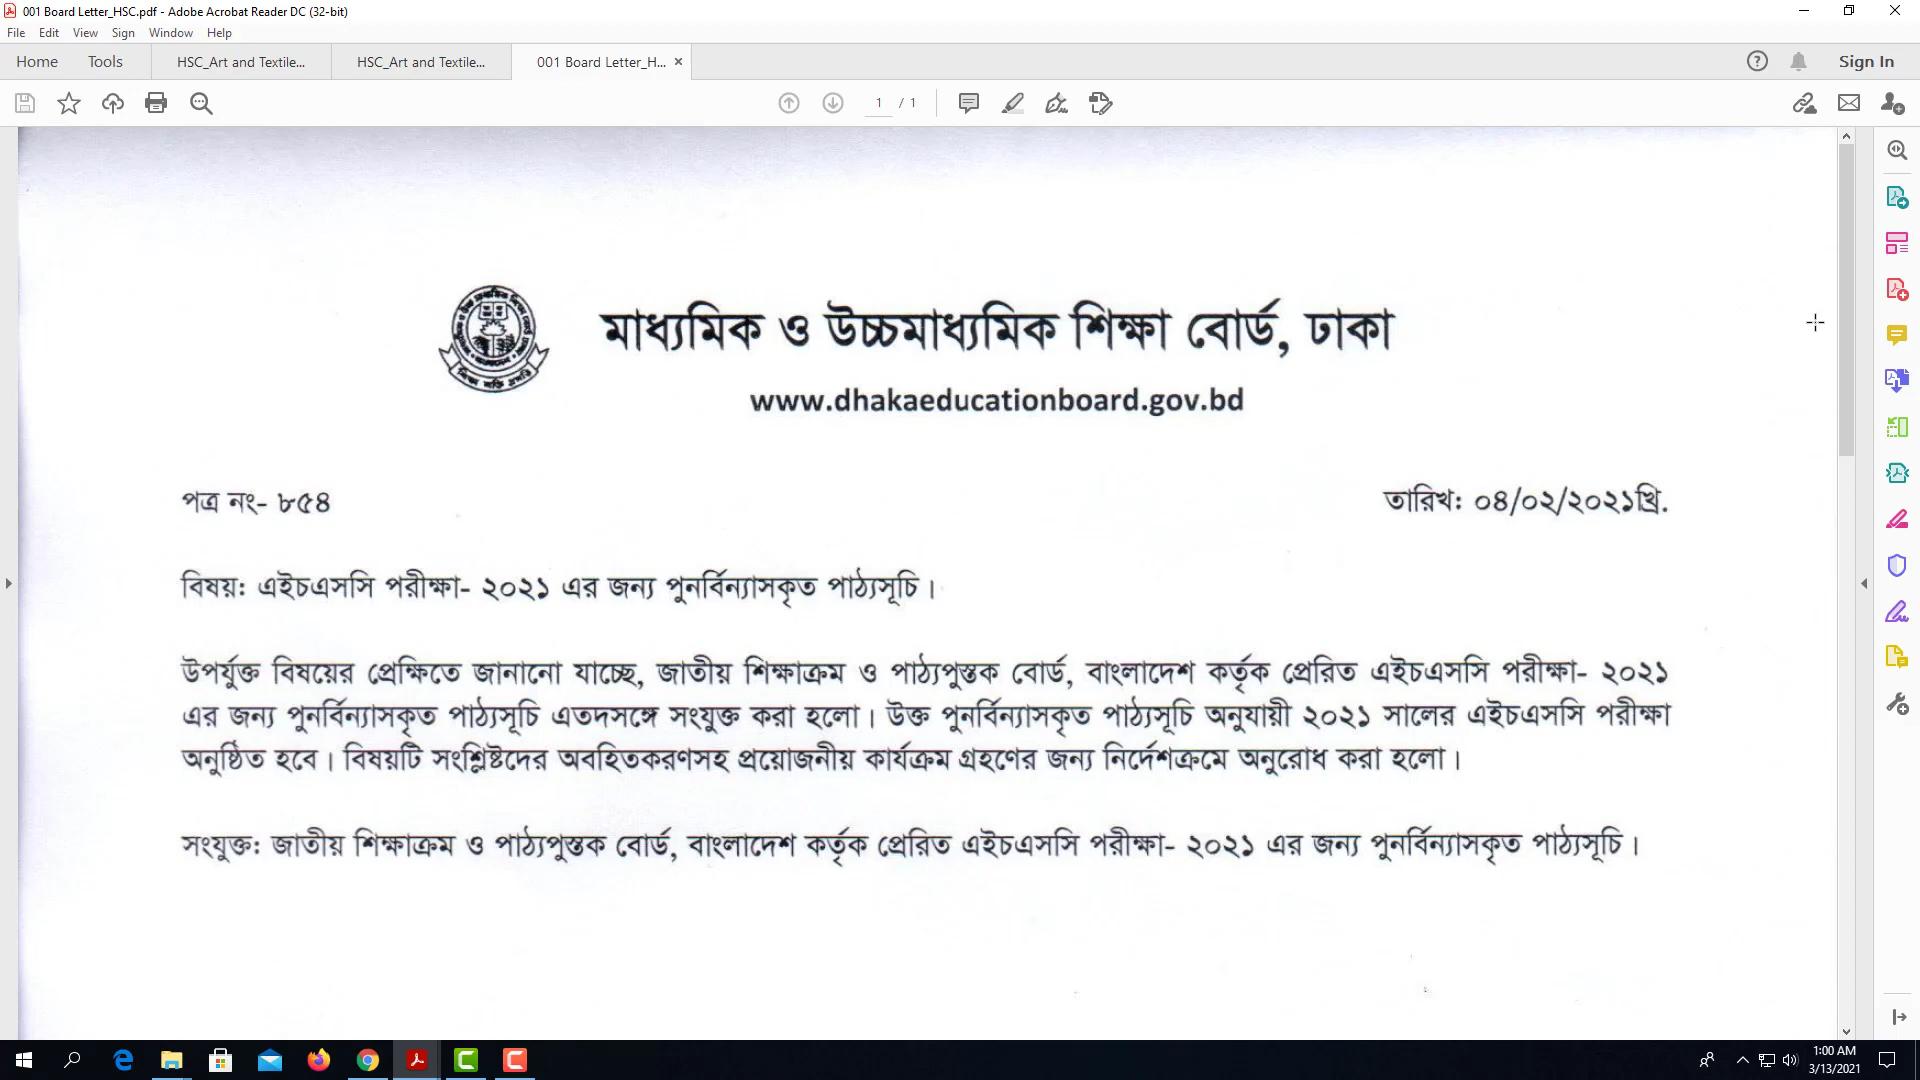 001 Board Letter_HSC.pdf - Adobe Acrobat Reader DC (32-bit)
File Edit View Sign Window Help
Home Tools HSC_Art and Textile... HSC_Art and Textile... 001 Board Letter_H... Sign In
1 / 1
মাধ্যমিক ও উচ্চমাধ্যমিক শিক্ষা বোর্ড, ঢাকা
www.dhakaeducationboard.gov.bd
পত্র নং- ৮৫৪ তারিখ: ০৪/০২/২০২১খ্রি.
বিষয়: এইচএসসি পরীক্ষা- ২০২১ এর জন্য পুনর্বিন্যাসকৃত পাঠ্যসূচি।
উপর্যুক্ত বিষয়ের প্রেক্ষিতে জানানো যাচ্ছে, জাতীয় শিক্ষাক্রম ও পাঠ্যপুস্তক বোর্ড, বাংলাদেশ কর্তৃক প্রেরিত এইচএসসি পরীক্ষা- ২০২১
এর জন্য পুনর্বিন্যাসকৃত পাঠ্যসূচি এতদসঙ্গে সংযুক্ত করা হলো। উক্ত পুনর্বিন্যাসকৃত পাঠ্যসূচি অনুযায়ী ২০২১ সালের এইচএসসি পরীক্ষা
অনুষ্ঠিত হবে। বিষয়টি সংশ্লিষ্টদের অবহিতকরণসহ প্রয়োজনীয় কার্যক্রম গ্রহণের জন্য নির্দেশক্রমে অনুরোধ করা হলো।
সংযুক্ত: জাতীয় শিক্ষাক্রম ও পাঠ্যপুস্তক বোর্ড, বাংলাদেশ কর্তৃক প্রেরিত এইচএসসি পরীক্ষা- ২০২১ এর জন্য পুনর্বিন্যাসকৃত পাঠ্যসূচি।
1:00 AM
3/13/2021